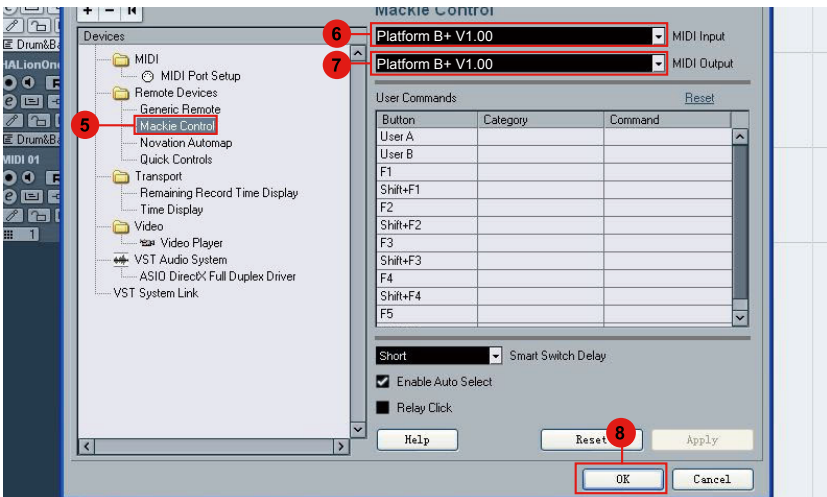 + − |◂
Mackie Control
Devices
6
Platform B+ V1.00
MIDI Input
7
Platform B+ V1.00
MIDI Output
MIDI
MIDI Port Setup
Remote Devices
Generic Remote
5
Mackie Control
Novation Automap
Quick Controls
Transport
Remaining Record Time Display
Time Display
Video
Video Player
VST Audio System
ASIO DirectX Full Duplex Driver
VST System Link
User Commands
Reset
Button Category Command
User A
User B
F1
Shift+F1
F2
Shift+F2
F3
Shift+F3
F4
Shift+F4
F5
Short
Smart Switch Delay
Enable Auto Select
Relay Click
Help
Reset
8
Apply
OK
Cancel
E Drum&Ba
HALionOne
R
e
E Drum&Ba
MIDI 01
R
e
1